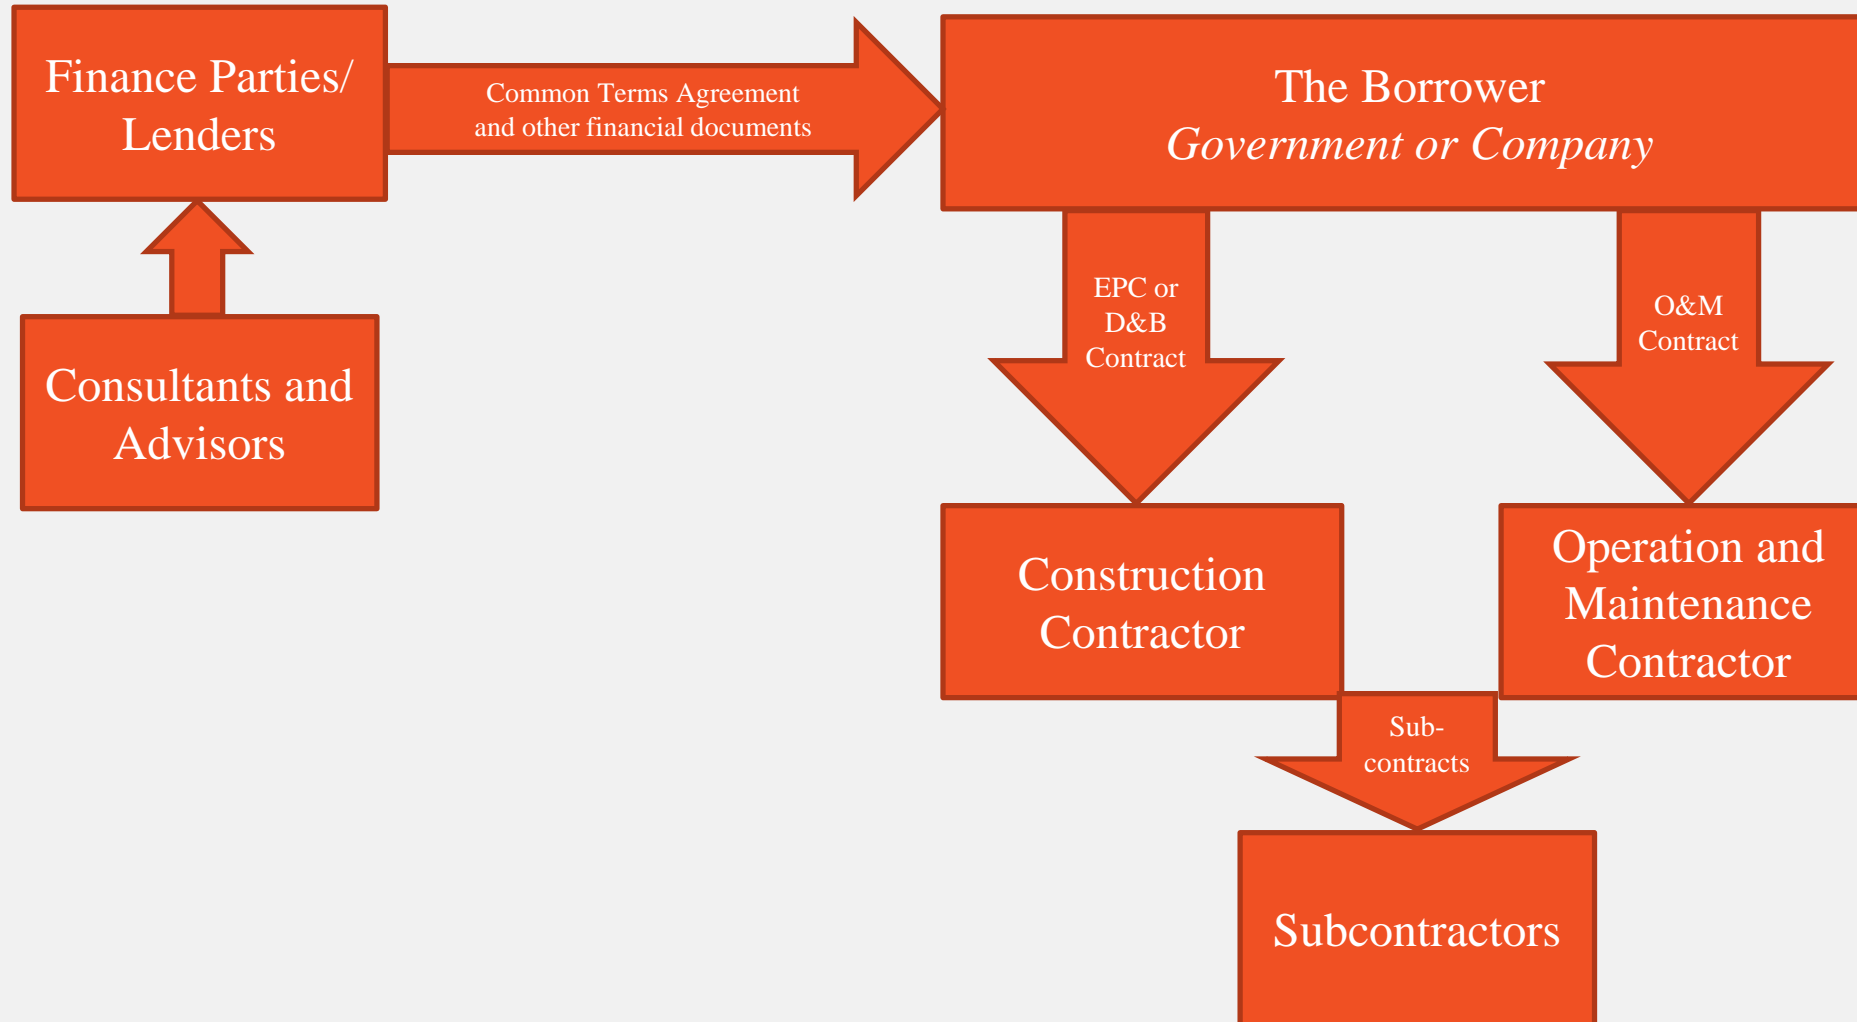 Finance Parties/
Lenders
Common Terms Agreement
and other financial documents
The Borrower
Government or Company
Consultants and
Advisors
EPC or
D&B
Contract
O&M
Contract
Construction
Contractor
Operation and
Maintenance
Contractor
Sub-
contracts
Subcontractors